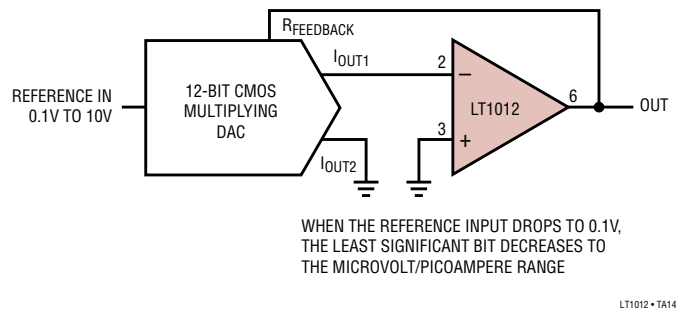 RFEEDBACK
IOUT1
2
6
REFERENCE IN
0.1V TO 10V
12-BIT CMOS
MULTIPLYING
DAC
–
LT1012
OUT
3
+
IOUT2
WHEN THE REFERENCE INPUT DROPS TO 0.1V,
THE LEAST SIGNIFICANT BIT DECREASES TO
THE MICROVOLT/PICOAMPERE RANGE
LT1012 • TA14